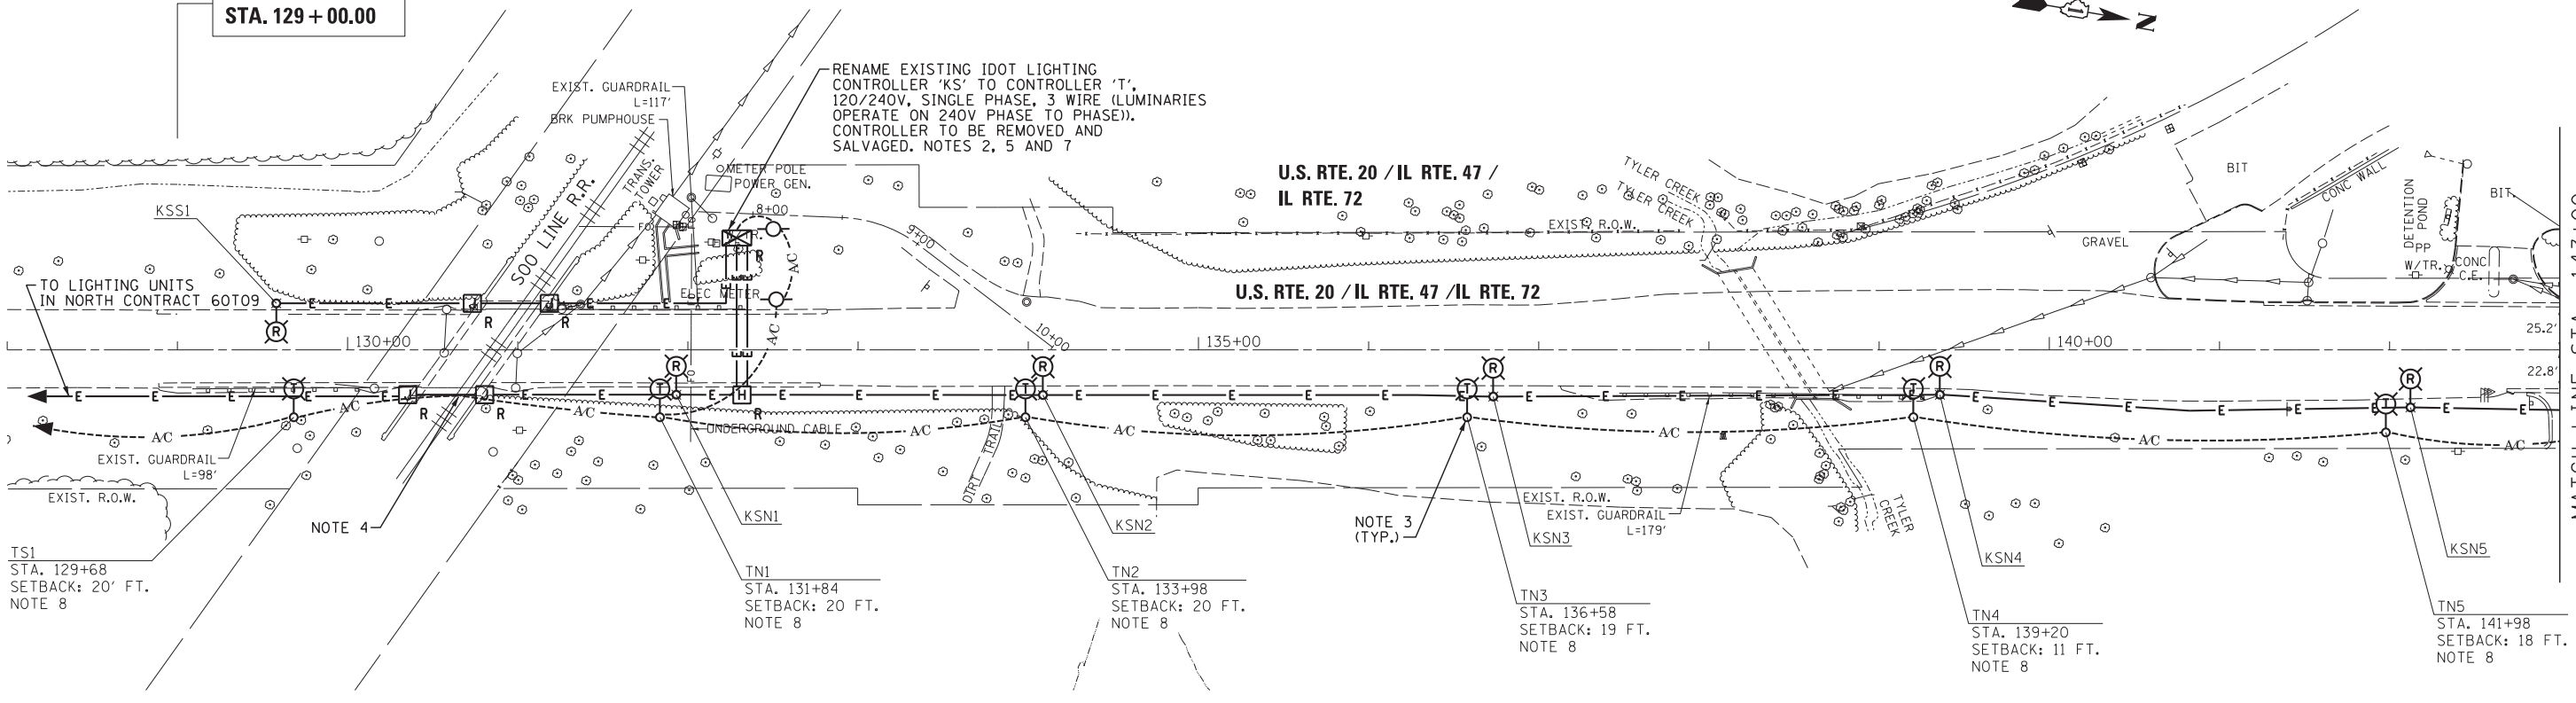 STA. 129+00.00
N
RENAME EXISTING IDOT LIGHTING
CONTROLLER 'KS' TO CONTROLLER 'T',
120/240V, SINGLE PHASE, 3 WIRE (LUMINARIES
OPERATE ON 240V PHASE TO PHASE)).
CONTROLLER TO BE REMOVED AND
SALVAGED. NOTES 2, 5 AND 7
EXIST. GUARDRAIL
L=117'
BRK PUMPHOUSE
TRANS.
TOWER
METER POLE
POWER GEN.
SOO LINE R.R.
KSS1
8+00
9+00
10+00
ELEC METER
TO LIGHTING UNITS
IN NORTH CONTRACT 60T09
U.S. RTE. 20 / IL RTE. 47 /
IL RTE. 72
U.S. RTE. 20 / IL RTE. 47 / IL RTE. 72
TYLER CREEK
TYLER CREEK
EXIST. R.O.W.
GRAVEL
BIT
CONC WALL
DETENTION
POND
PP
W/TR.
CONC
C.E.
BIT.
130+00
135+00
140+00
25.2'
22.8'
R
R
R
R
R
R
R
R
R
R
R
R
T
T
T
T
T
T
H
J
E
E
E
E
A/C
A/C
A/C
A/C
A/C
A/C
A/C
A/C
A/C
A/C
UNDERGROUND CABLE
DIRT TRAIL
EXIST. GUARDRAIL
L=98'
EXIST. R.O.W.
NOTE 4
KSN1
KSN2
NOTE 3
(TYP.)
EXIST. R.O.W.
EXIST. GUARDRAIL
L=179'
KSN3
TYLER
CREEK
KSN4
KSN5
TS1
STA. 129+68
SETBACK: 20' FT.
NOTE 8
TN1
STA. 131+84
SETBACK: 20 FT.
NOTE 8
TN2
STA. 133+98
SETBACK: 20 FT.
NOTE 8
TN3
STA. 136+58
SETBACK: 19 FT.
NOTE 8
TN4
STA. 139+20
SETBACK: 11 FT.
NOTE 8
TN5
STA. 141+98
SETBACK: 18 FT.
NOTE 8